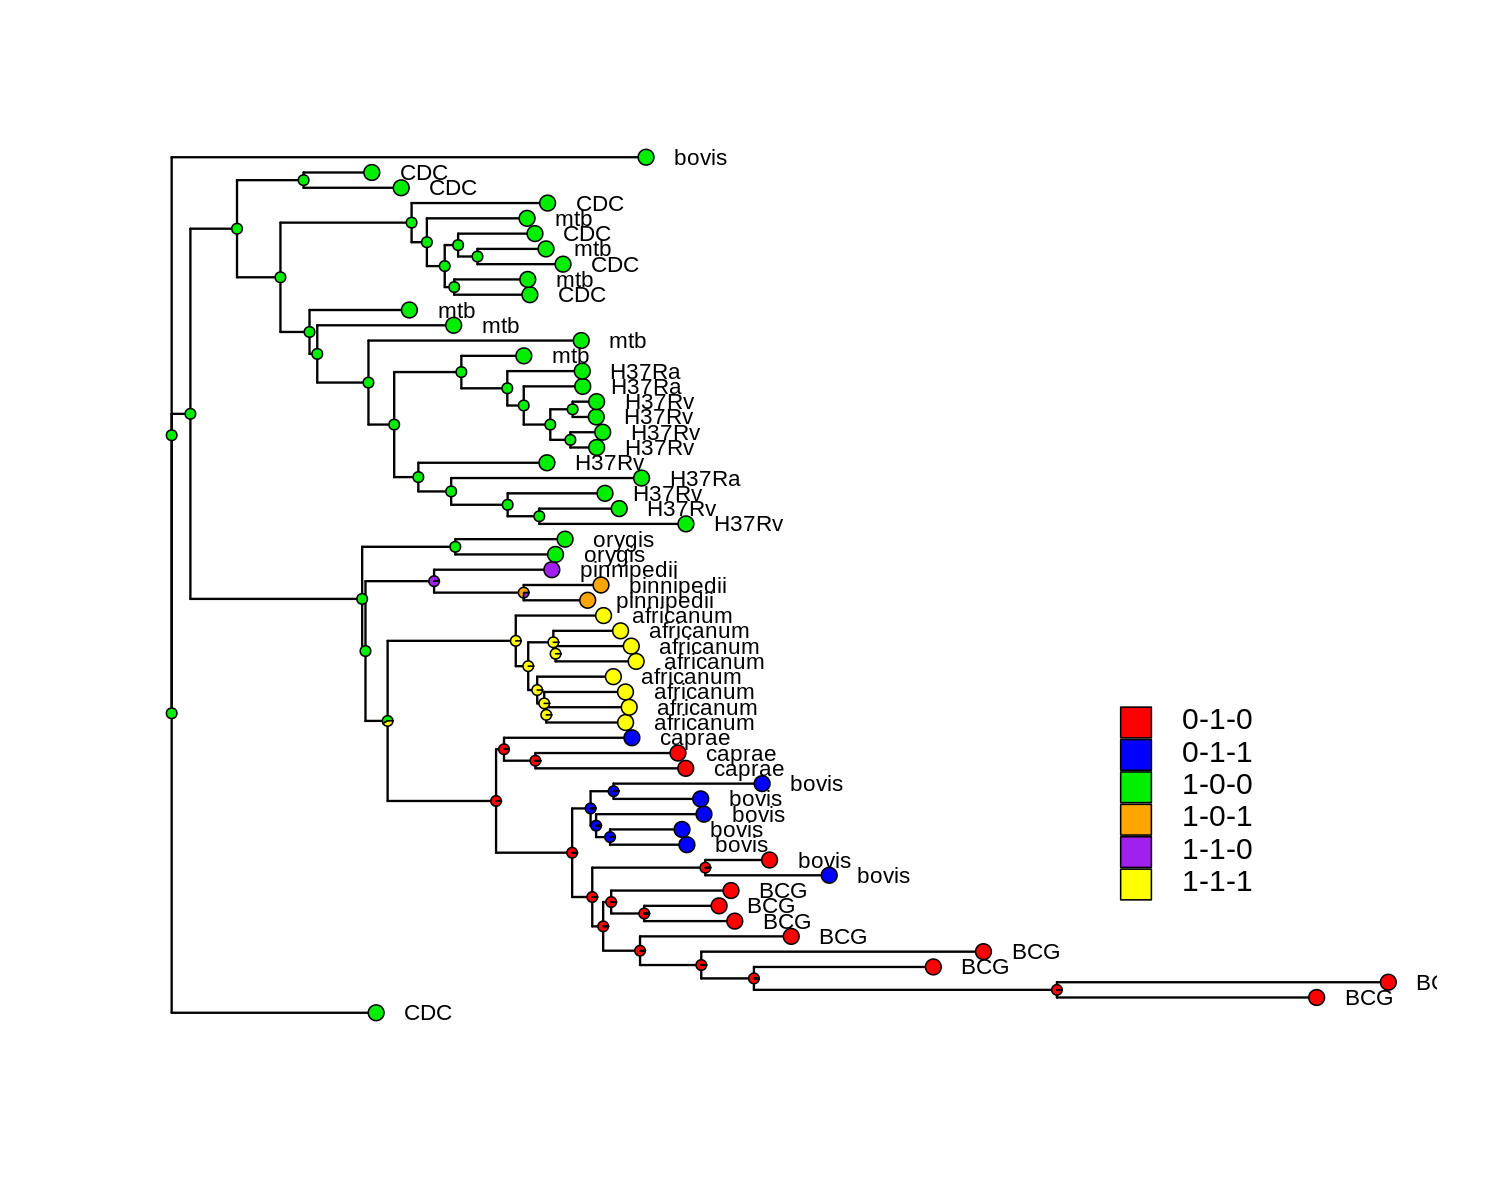 bovis
CDC
CDC
CDC
mtb
CDC
mtb
CDC
mtb
CDC
mtb
mtb
mtb
mtb
H37Ra
H37Ra
H37Rv
H37Rv
H37Rv
H37Rv
H37Rv
H37Ra
H37Rv
H37Rv
H37Rv
orygis
orygis
pinnipedii
pinnipedii
pinnipedii
africanum
africanum
africanum
africanum
africanum
africanum
africanum
africanum
caprae
caprae
caprae
bovis
bovis
bovis
bovis
bovis
bovis
bovis
BCG
BCG
BCG
BCG
BCG
BCG
BCG
CDC
0-1-0
0-1-1
1-0-0
1-0-1
1-1-0
1-1-1